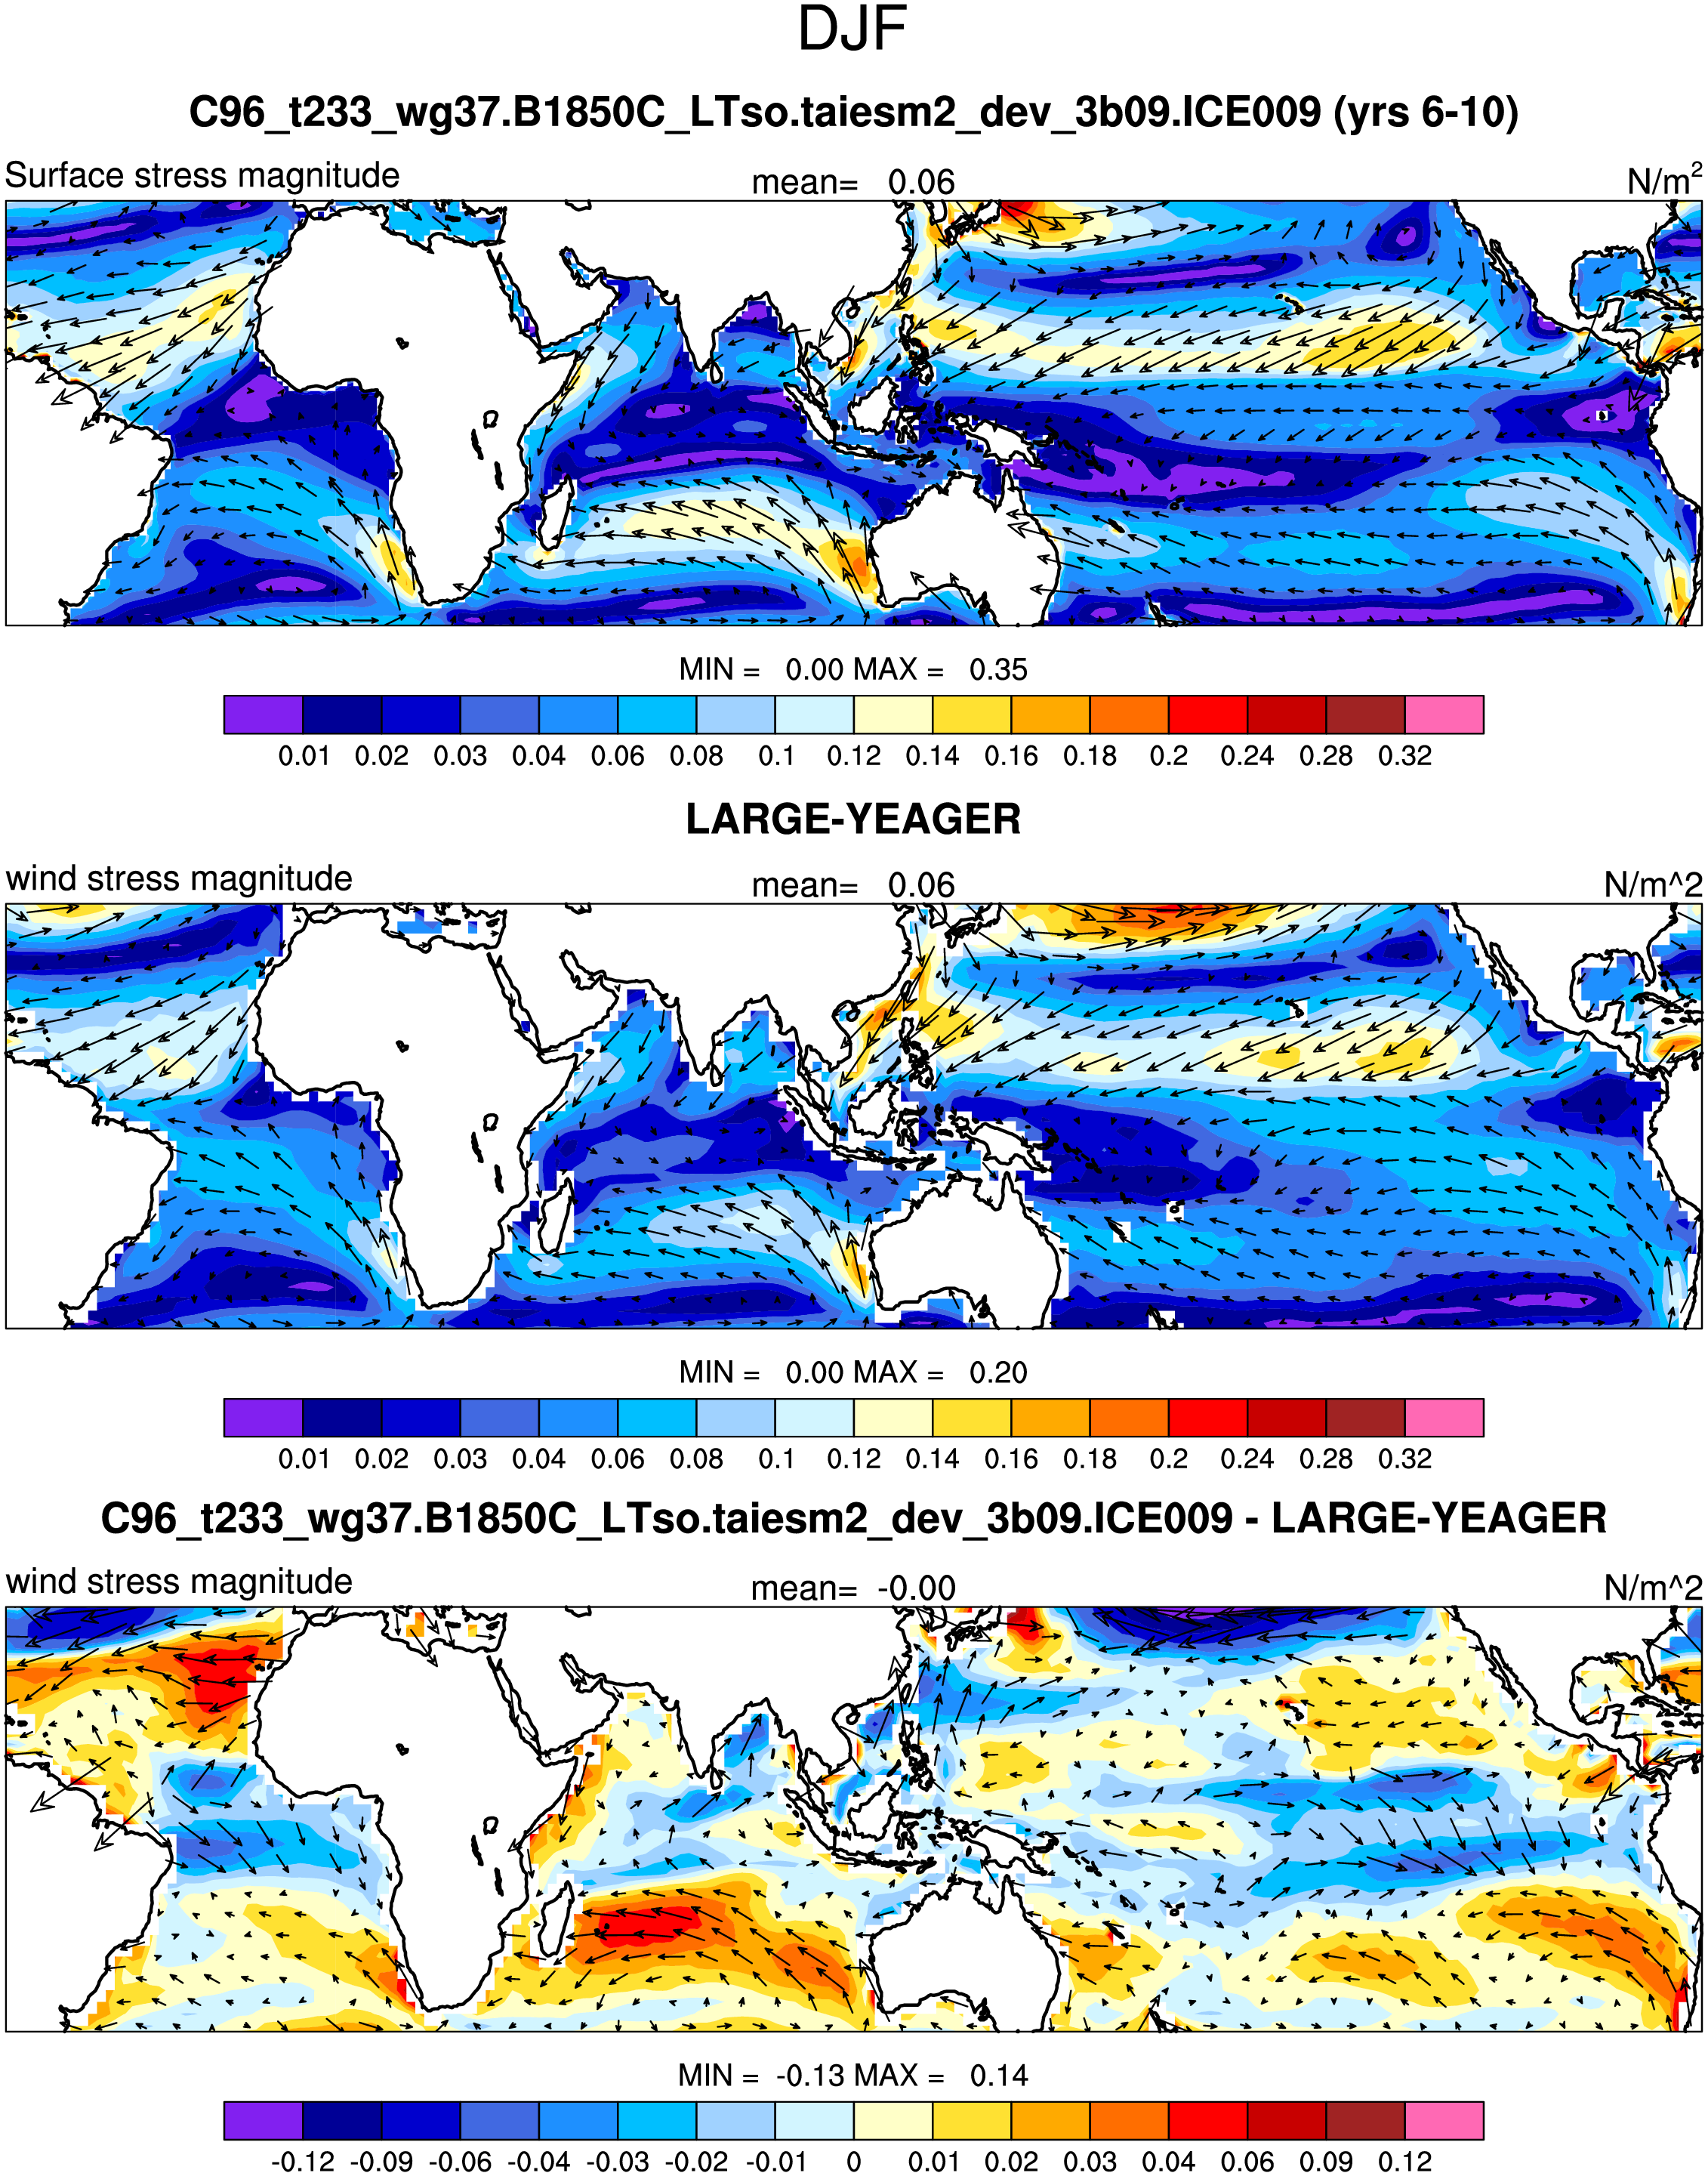 DJF
C96_t233_wg37.B1850C_LTso.taiesm2_dev_3b09.ICE009 (yrs 6-10)
Surface stress magnitude mean= 0.06 N/m²
MIN = 0.00 MAX = 0.35
0.01 0.02 0.03 0.04 0.06 0.08 0.1 0.12 0.14 0.16 0.18 0.2 0.24 0.28 0.32
LARGE-YEAGER
wind stress magnitude mean= 0.06 N/m^2
MIN = 0.00 MAX = 0.20
0.01 0.02 0.03 0.04 0.06 0.08 0.1 0.12 0.14 0.16 0.18 0.2 0.24 0.28 0.32
C96_t233_wg37.B1850C_LTso.taiesm2_dev_3b09.ICE009 - LARGE-YEAGER
wind stress magnitude mean= -0.00 N/m^2
MIN = -0.13 MAX = 0.14
-0.12 -0.09 -0.06 -0.04 -0.03 -0.02 -0.01 0 0.01 0.02 0.03 0.04 0.06 0.09 0.12